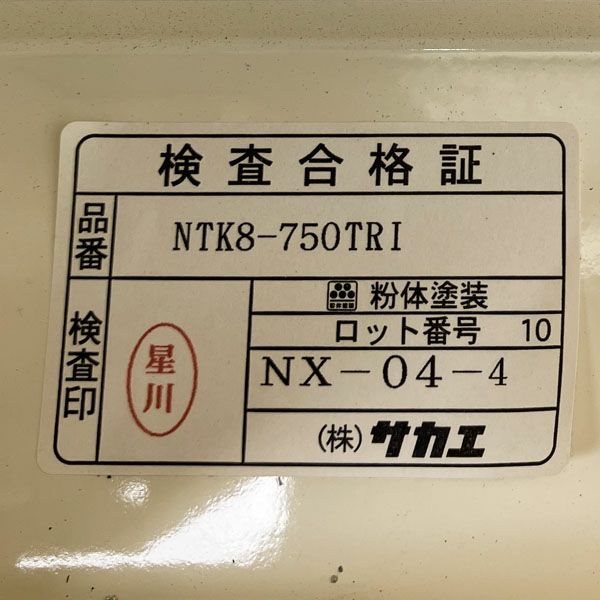 検査合格証
品番 NTK8-750TRI
粉体塗装
ロット番号 10
検査印 星川
NX-04-4
(株)サカエ